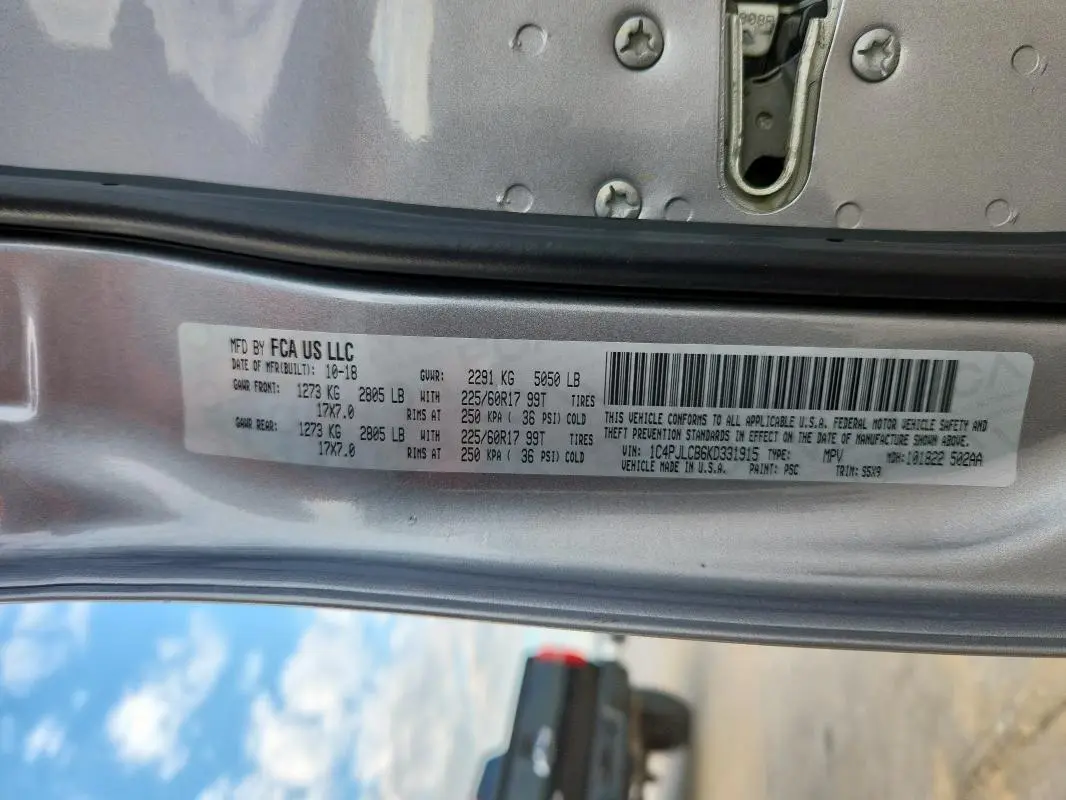 MFD BY FCA US LLC
DATE OF MFR(BUILT): 10-18 GVWR: 2291 KG 5050 LB
GAWR FRONT: 1273 KG 2805 LB WITH 225/60R17 99T TIRES
17X7.0 RIMS AT 250 KPA ( 36 PSI) COLD
GAWR REAR: 1273 KG 2805 LB WITH 225/60R17 99T TIRES
17X7.0 RIMS AT 250 KPA ( 36 PSI) COLD
THIS VEHICLE CONFORMS TO ALL APPLICABLE U.S.A. FEDERAL MOTOR VEHICLE SAFETY AND
THEFT PREVENTION STANDARDS IN EFFECT ON THE DATE OF MANUFACTURE SHOWN ABOVE.
VIN: 1C4PJLCB6KD331915 TYPE: MPV MDH: 101822 502AA
VEHICLE MADE IN U.S.A. PAINT: PSC TRIM: S5X9